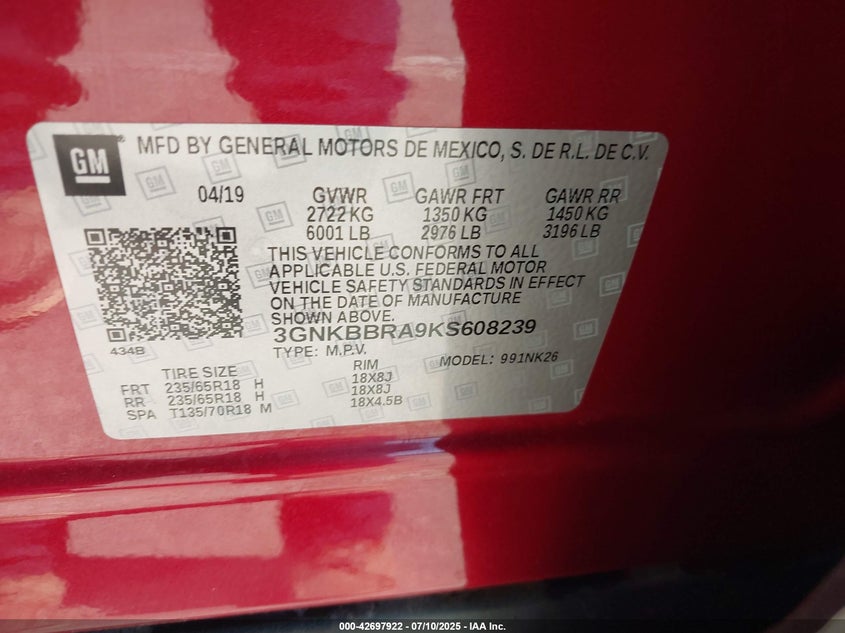 GM
MFD BY GENERAL MOTORS DE MEXICO, S. DE R.L. DE C.V.
04/19 GVWR GAWR FRT GAWR RR
2722 KG 1350 KG 1450 KG
6001 LB 2976 LB 3196 LB
THIS VEHICLE CONFORMS TO ALL
APPLICABLE U.S. FEDERAL MOTOR
VEHICLE SAFETY STANDARDS IN EFFECT
ON THE DATE OF MANUFACTURE
SHOWN ABOVE.
3GNKBBRA9KS608239
434B
TYPE: M.P.V. MODEL: 991NK26
TIRE SIZE RIM
FRT 235/65R18 H 18X8J
RR 235/65R18 H 18X8J
SPA T135/70R18 M 18X4.5B
000-42697922 | 07/10/2025 - IAA Inc.